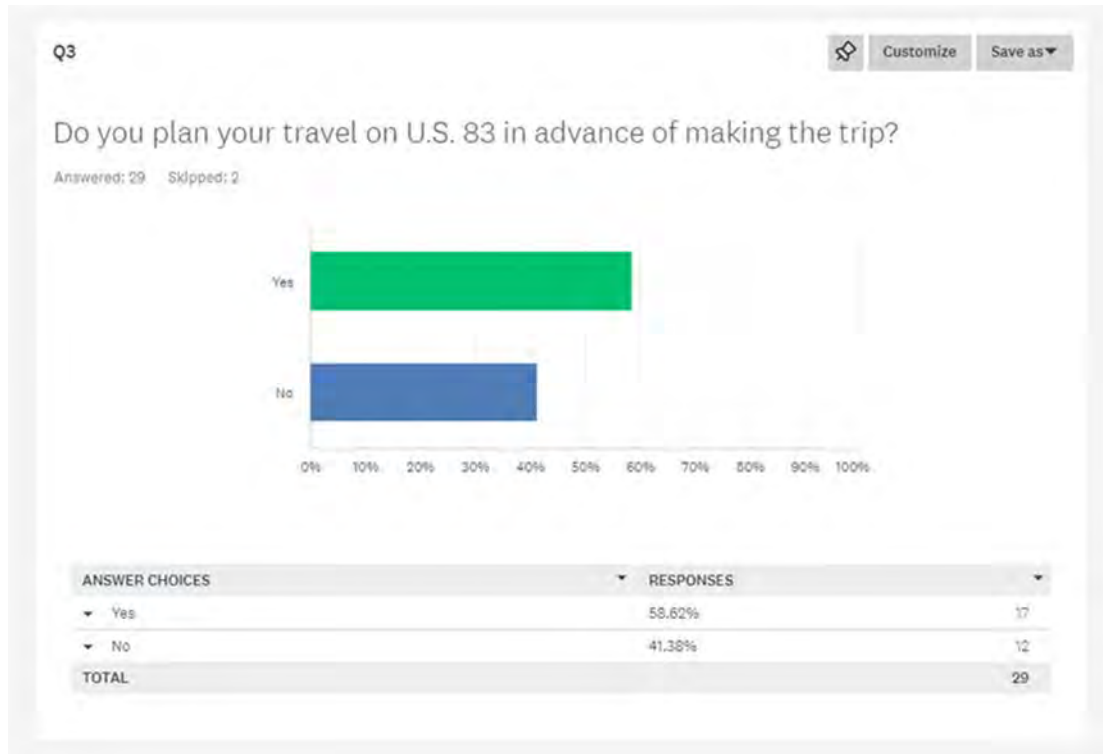 Q3
Customize
Save as
Do you plan your travel on U.S. 83 in advance of making the trip?
Answered: 29 Skipped: 2
Yes
No
0% 10% 20% 30% 40% 50% 60% 70% 80% 90% 100%
ANSWER CHOICES RESPONSES
Yes 58.62% 17
No 41.38% 12
TOTAL 29